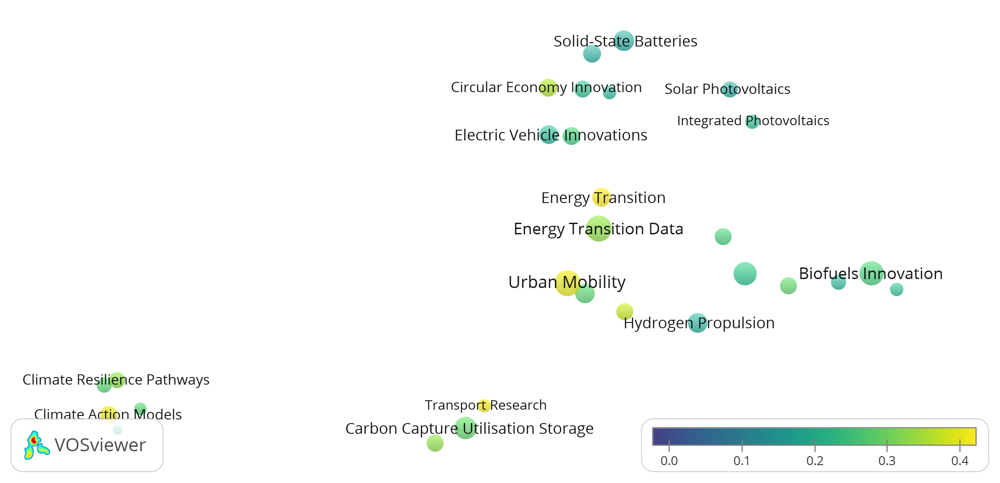 Solid-State Batteries
Circular Economy Innovation
Solar Photovoltaics
Integrated Photovoltaics
Electric Vehicle Innovations
Energy Transition
Energy Transition Data
Biofuels Innovation
Urban Mobility
Hydrogen Propulsion
Climate Resilience Pathways
Transport Research
Climate Action Models
Carbon Capture Utilisation Storage
VOSviewer
0.0 0.1 0.2 0.3 0.4